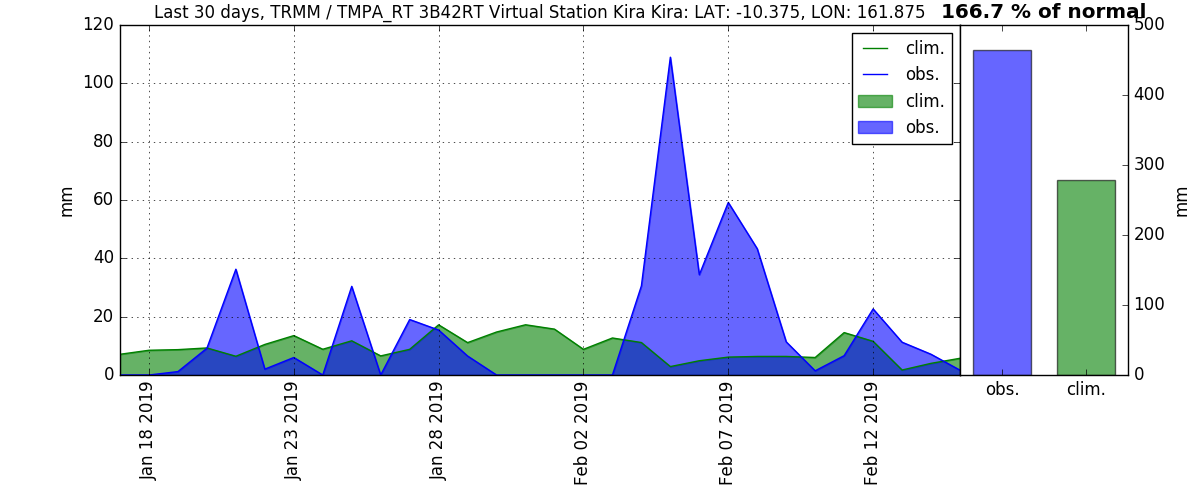 Last 30 days, TRMM / TMPA_RT 3B42RT Virtual Station Kira Kira: LAT: -10.375, LON: 161.875
166.7 % of normal
120
100
80
60
40
20
0
mm
clim.
obs.
clim.
obs.
Jan 18 2019
Jan 23 2019
Jan 28 2019
Feb 02 2019
Feb 07 2019
Feb 12 2019
500
400
300
200
100
0
mm
obs.
clim.